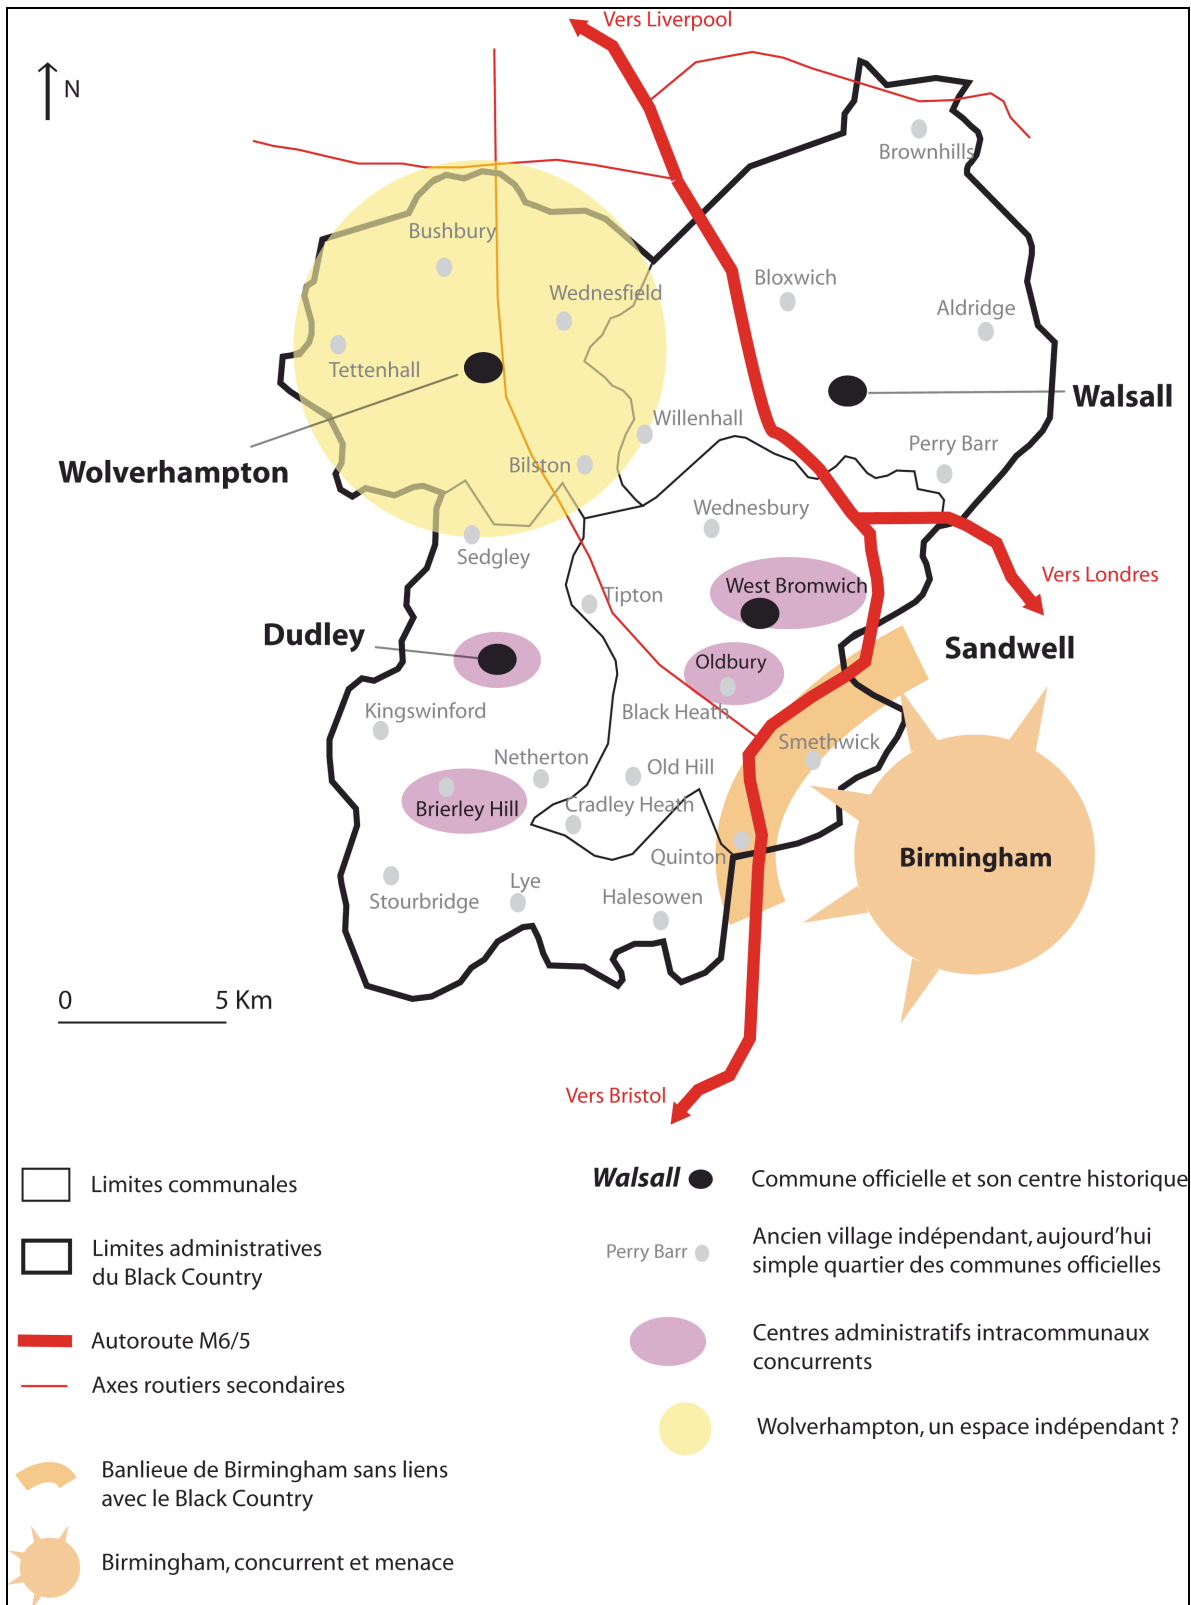 Vers Liverpool
N
Brownhills
Bushbury
Bloxwich
Wednesfield
Aldridge
Tettenhall
Walsall
Willenhall
Perry Barr
Bilston
Wolverhampton
Wednesbury
Sedgley
Vers Londres
West Bromwich
Tipton
Dudley
Sandwell
Oldbury
Kingswinford
Black Heath
Smethwick
Netherton
Old Hill
Brierley Hill
Cradley Heath
Quinton
Birmingham
Lye
Stourbridge
Halesowen
0 5 Km
Vers Bristol
Limites communales
Limites administratives
du Black Country
Autoroute M6/5
Axes routiers secondaires
Banlieue de Birmingham sans liens
avec le Black Country
Birmingham, concurrent et menace
Walsall
Commune officielle et son centre historique
Perry Barr
Ancien village indépendant, aujourd'hui
simple quartier des communes officielles
Centres administratifs intracommunaux
concurrents
Wolverhampton, un espace indépendant ?